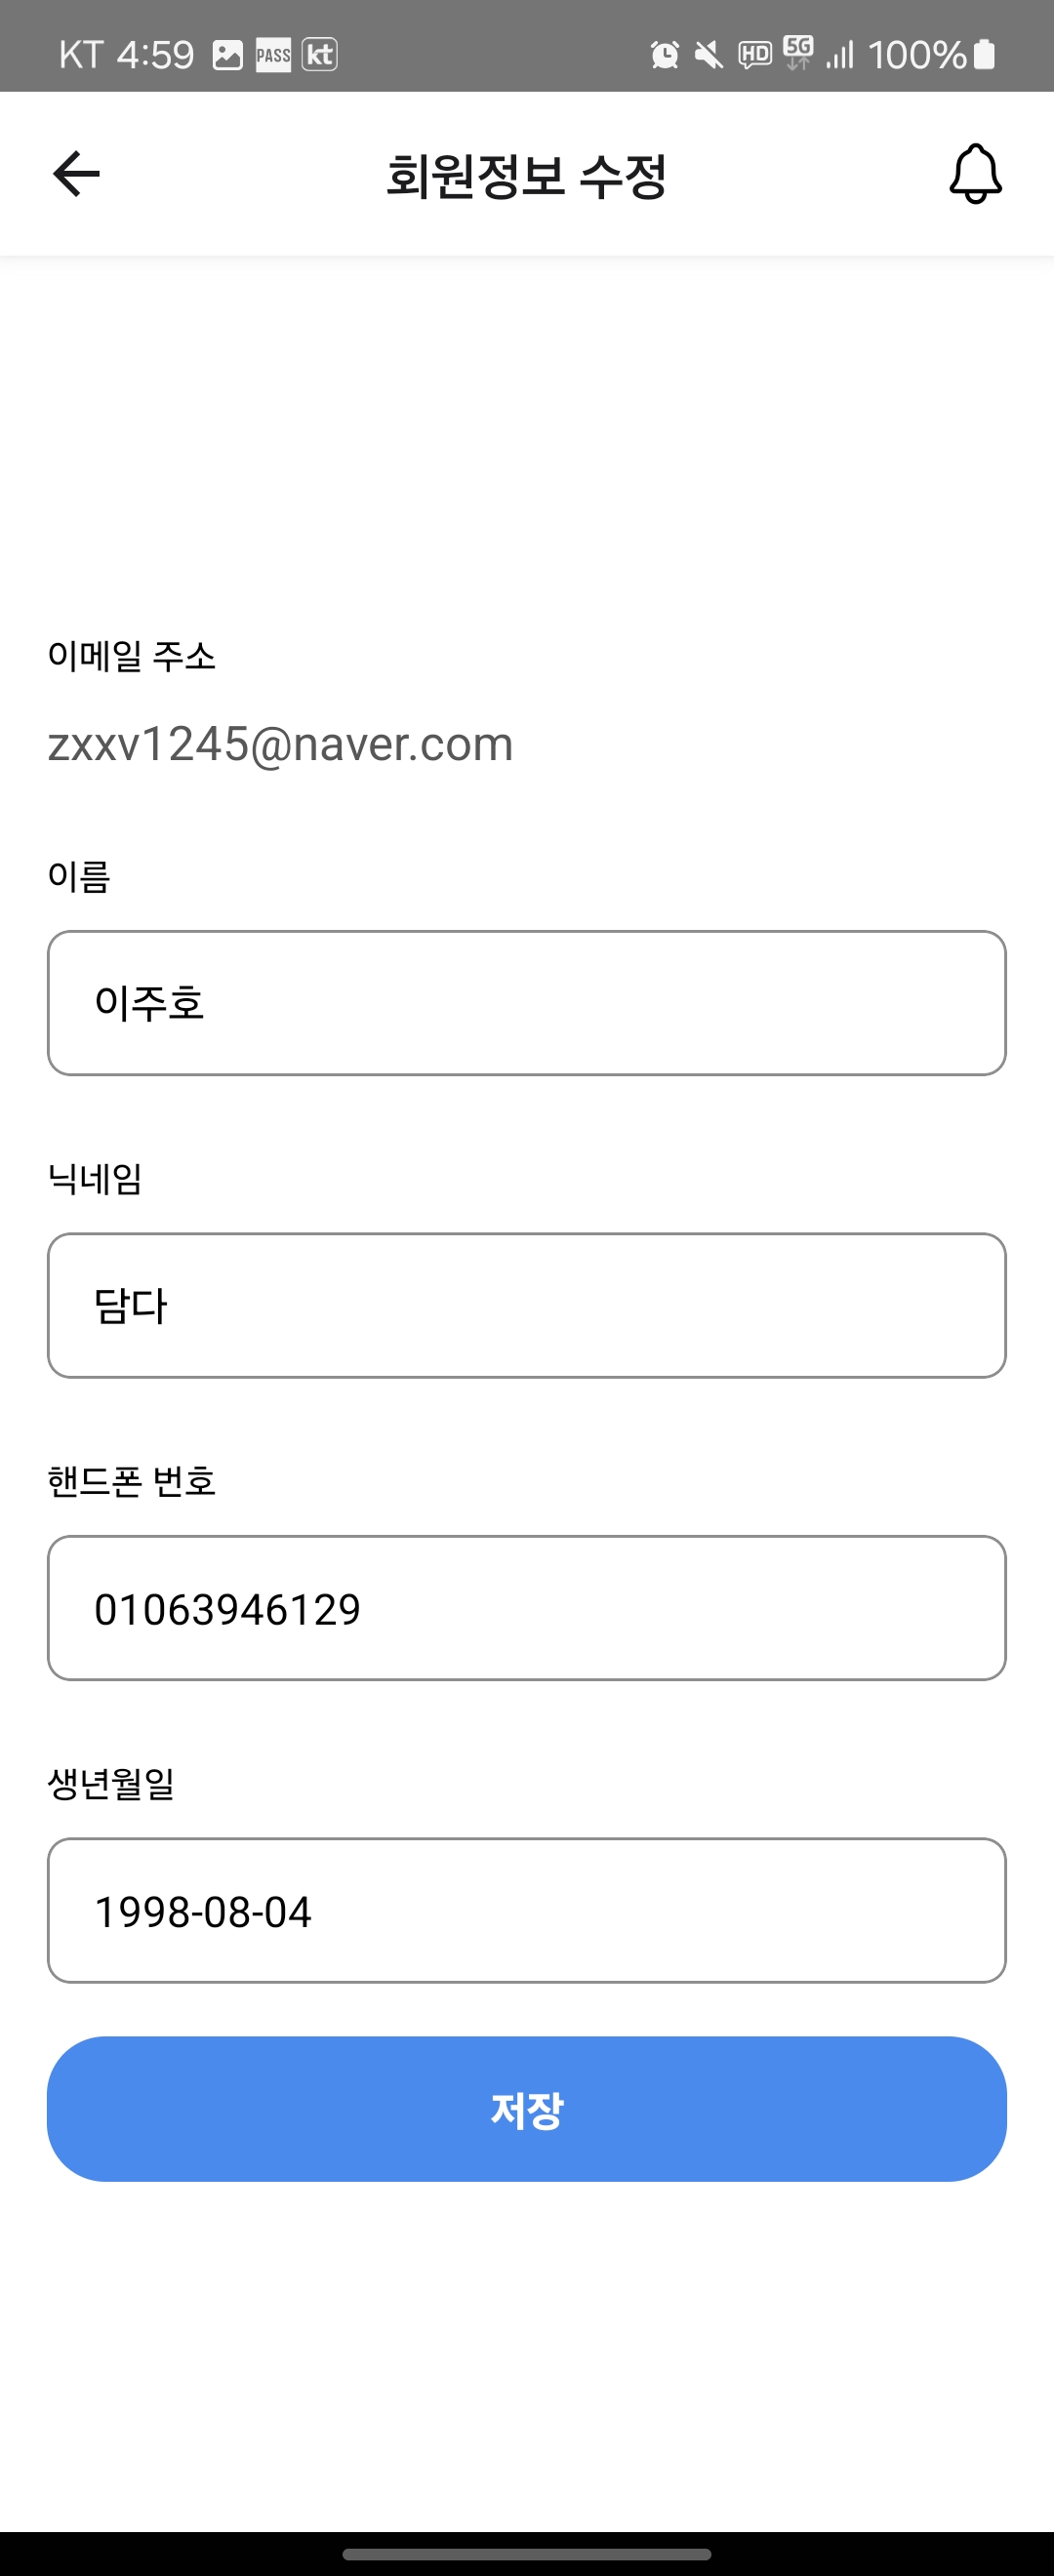 KT 4:59 PASS kt HD 5G 100%
회원정보 수정
이메일 주소
zxxv1245@naver.com
이름
이주호
닉네임
담다
핸드폰 번호
01063946129
생년월일
1998-08-04
저장